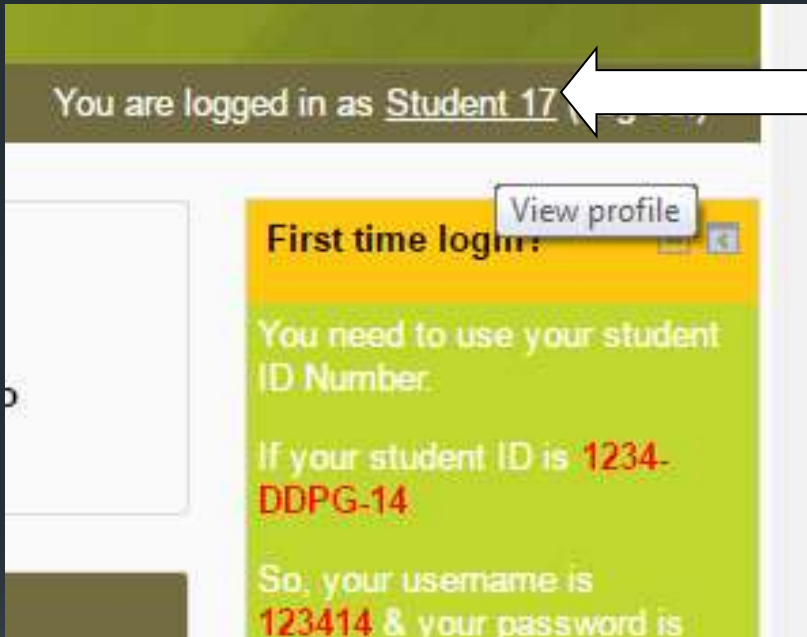 You are logged in as Student 17
View profile
First time login?
You need to use your student
ID Number.
If your student ID is 1234-
DDPG-14
So, your username is
123414 & your password is